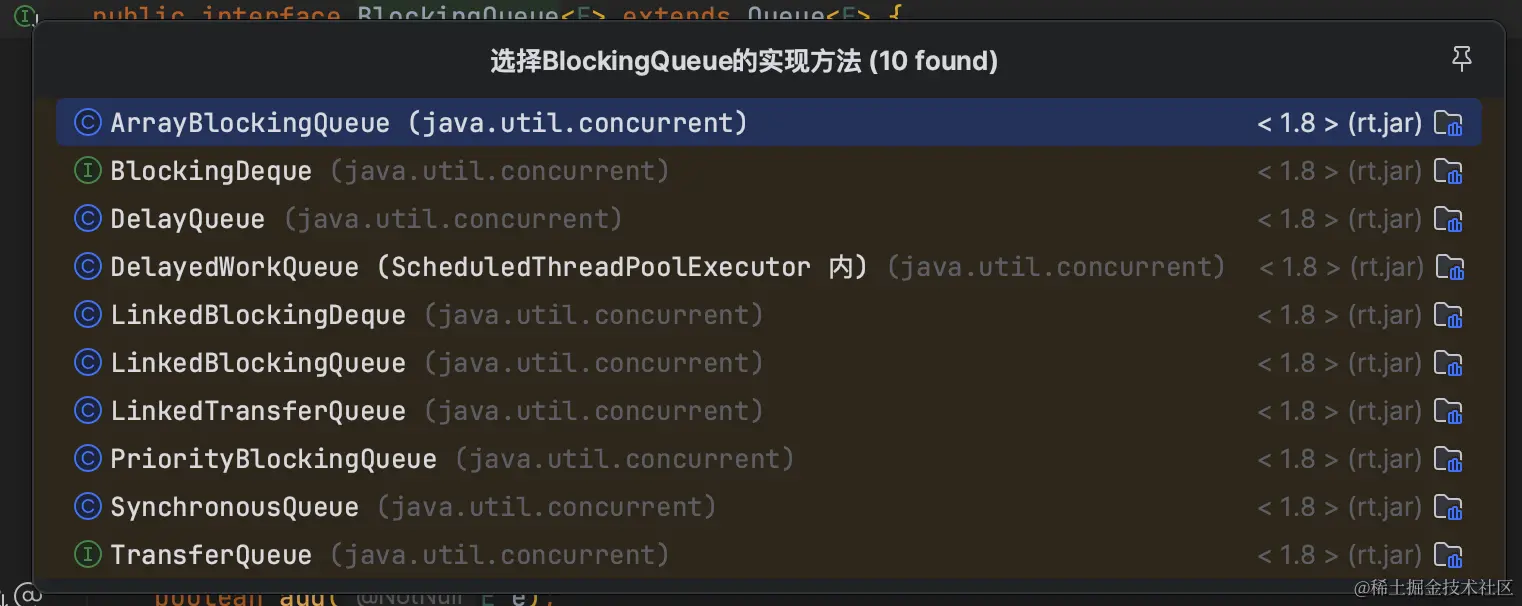 public interface BlockingQueue<E> extends Queue<E> {
选择BlockingQueue的实现方法 (10 found)
ArrayBlockingQueue (java.util.concurrent) < 1.8 > (rt.jar)
BlockingDeque (java.util.concurrent) < 1.8 > (rt.jar)
DelayQueue (java.util.concurrent) < 1.8 > (rt.jar)
DelayedWorkQueue (ScheduledThreadPoolExecutor 内) (java.util.concurrent) < 1.8 > (rt.jar)
LinkedBlockingDeque (java.util.concurrent) < 1.8 > (rt.jar)
LinkedBlockingQueue (java.util.concurrent) < 1.8 > (rt.jar)
LinkedTransferQueue (java.util.concurrent) < 1.8 > (rt.jar)
PriorityBlockingQueue (java.util.concurrent) < 1.8 > (rt.jar)
SynchronousQueue (java.util.concurrent) < 1.8 > (rt.jar)
TransferQueue (java.util.concurrent) < 1.8 > (rt.jar)
boolean add( @NotNull E e);
@稀土掘金技术社区